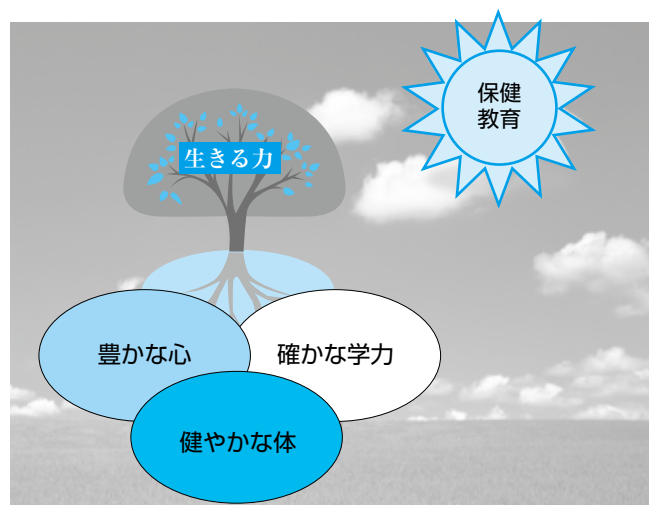 保健
教育
生きる力
豊かな心
確かな学力
健やかな体